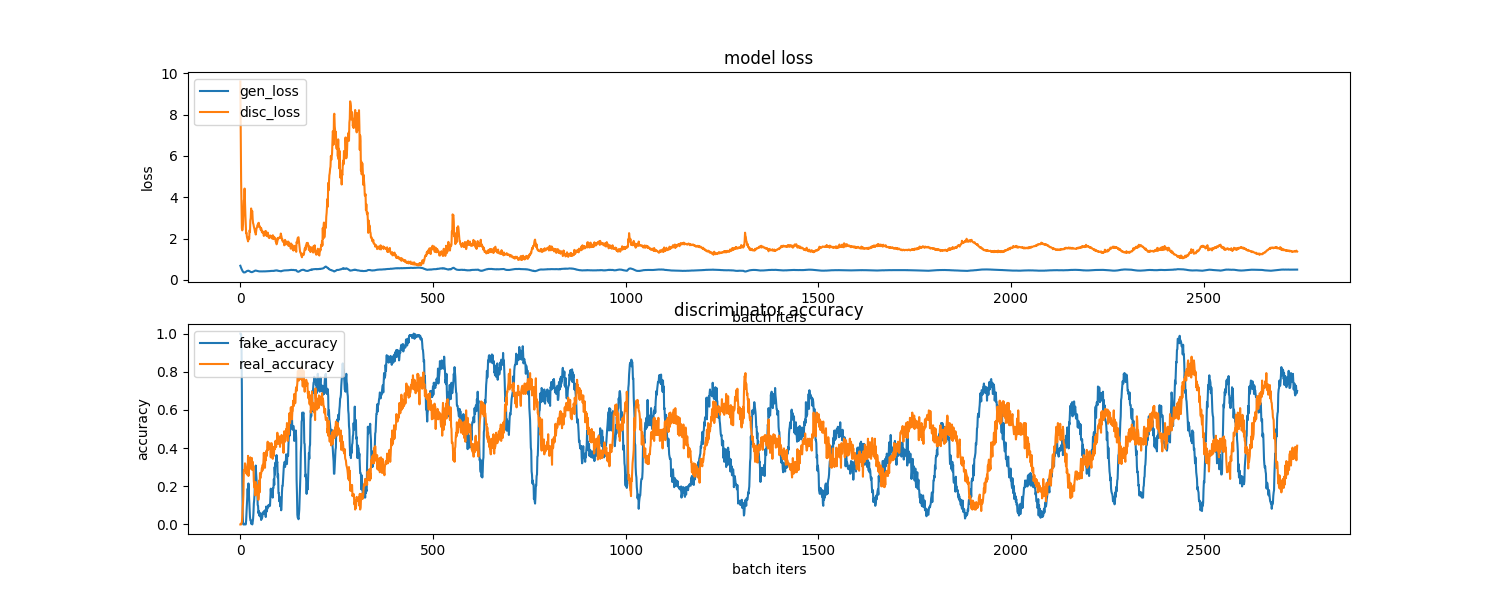 model loss
10
8
6
4
2
0
loss
gen_loss
disc_loss
0 500 1000 1500 2000 2500
batch iters
discriminator accuracy
1.0
0.8
0.6
0.4
0.2
0.0
accuracy
fake_accuracy
real_accuracy
0 500 1000 1500 2000 2500
batch iters